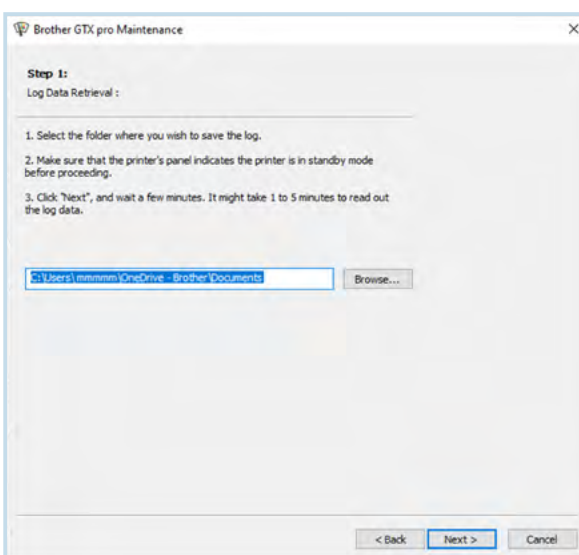 Brother GTX pro Maintenance
Step 1:
Log Data Retrieval :
1. Select the folder where you wish to save the log.
2. Make sure that the printer's panel indicates the printer is in standby mode
before proceeding.
3. Click "Next", and wait a few minutes. It might take 1 to 5 minutes to read out
the log data.
C:\Users\mmmmm\OneDrive - Brother\Documents
Browse...
< Back
Next >
Cancel